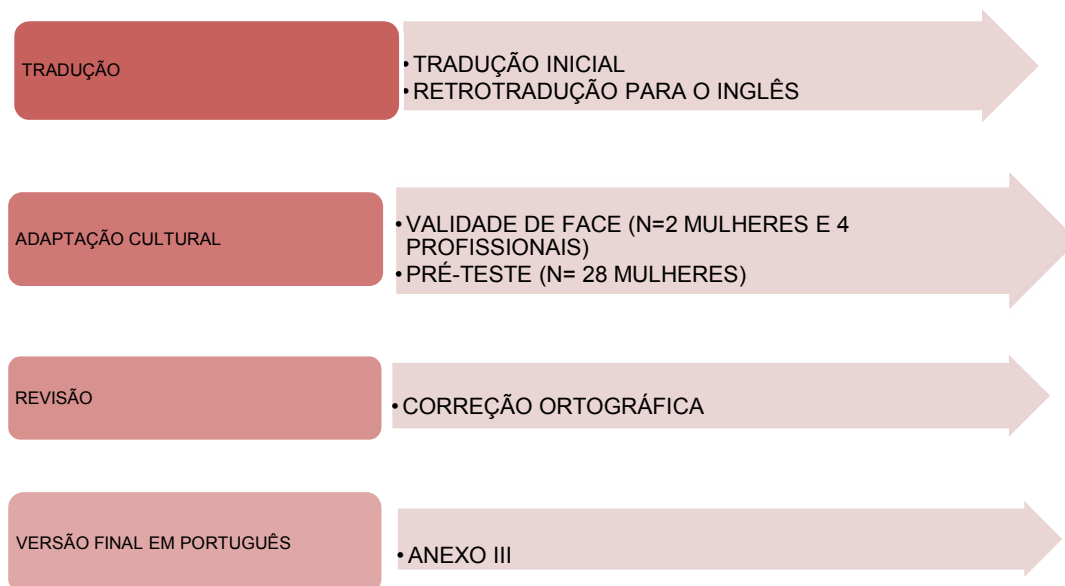 TRADUÇÃO
• TRADUÇÃO INICIAL
• RETROTRADUÇÃO PARA O INGLÊS
ADAPTAÇÃO CULTURAL
• VALIDADE DE FACE (N=2 MULHERES E 4
PROFISSIONAIS)
• PRÉ-TESTE (N= 28 MULHERES)
REVISÃO
• CORREÇÃO ORTOGRÁFICA
VERSÃO FINAL EM PORTUGUÊS
• ANEXO III